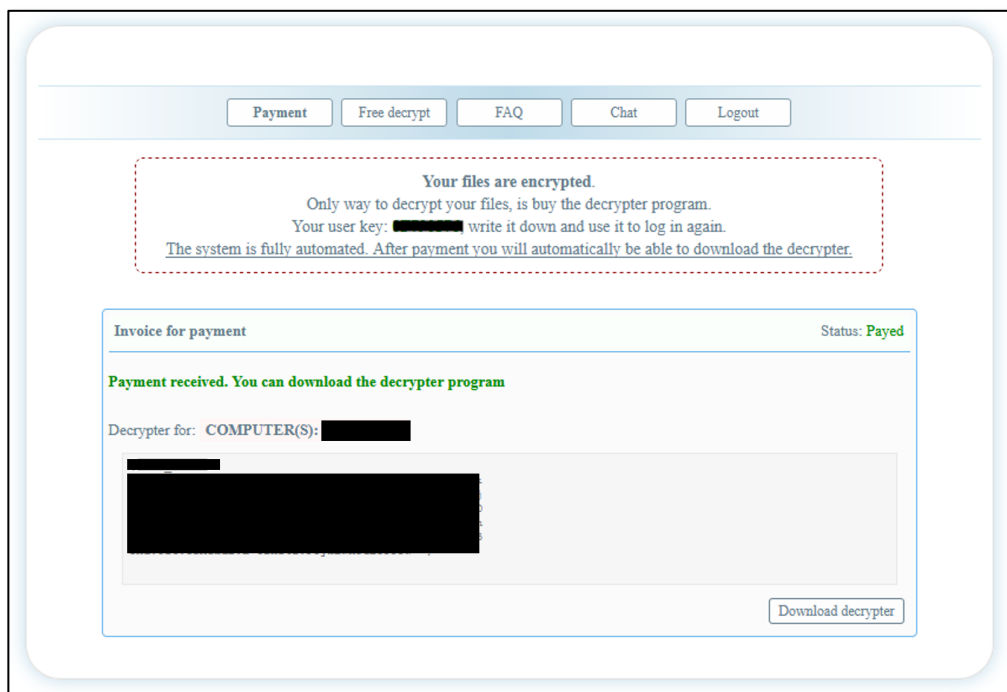 Payment
Free decrypt
FAQ
Chat
Logout
Your files are encrypted.
Only way to decrypt your files, is buy the decrypter program.
Your user key: write it down and use it to log in again.
The system is fully automated. After payment you will automatically be able to download the decrypter.
Invoice for payment
Status: Payed
Payment received. You can download the decrypter program
Decrypter for: COMPUTER(S):
Download decrypter